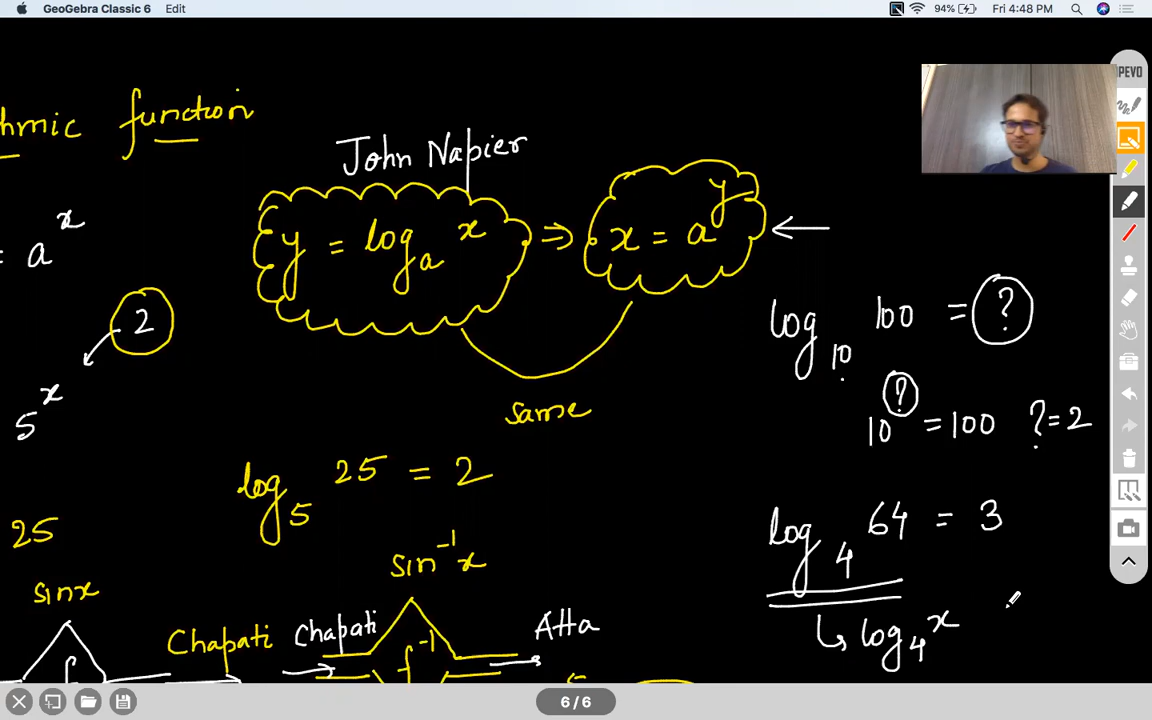 GeoGebra Classic 6 Edit 94% Fri 4:48 PM
IPEVO
hmic function
John Napier
y = log_a x ⇒ x = a^y
= a^x
2
5^x
same
log_10 100 = ?
10^? = 100 ?=2
log_5 25 = 2
25
log_4 64 = 3
↳ log_4 x
sinx
sin^-1 x
Chapati
Chapati
Atta
f
f^-1
6 / 6